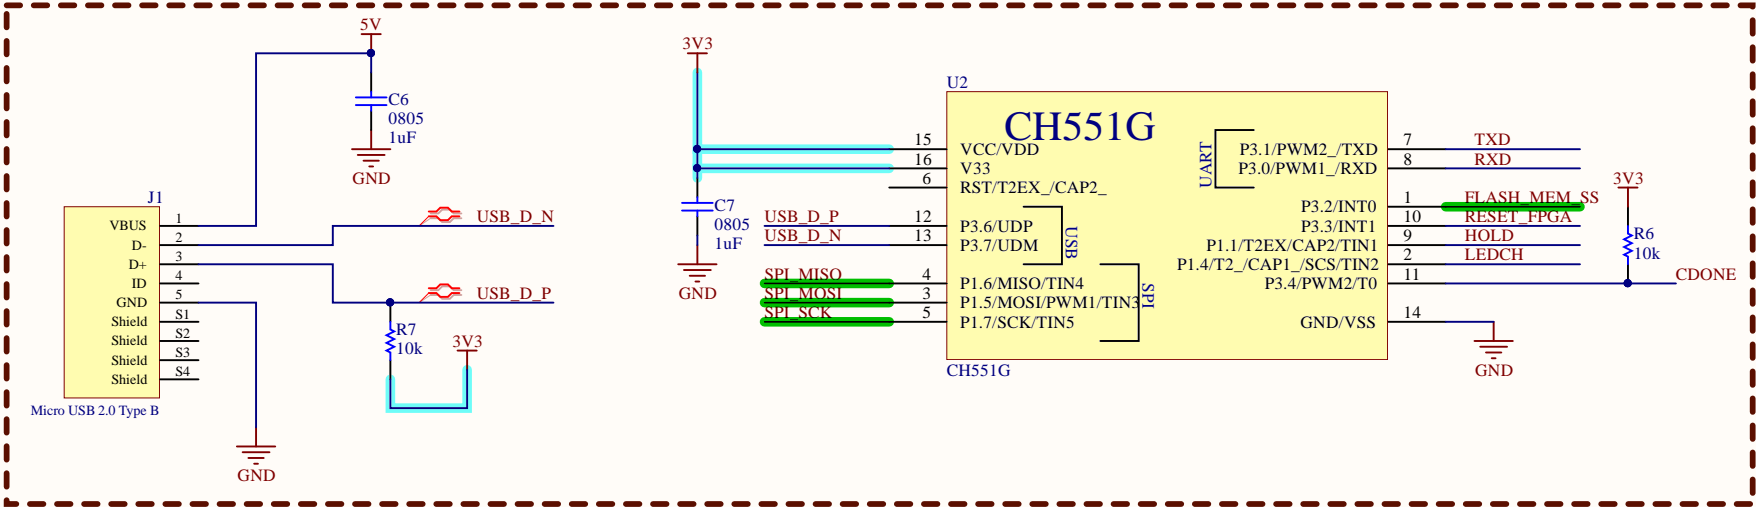 5V
C6
0805
1uF
GND
J1
VBUS 1
D- 2
D+ 3
ID 4
GND 5
Shield S1
Shield S2
Shield S3
Shield S4
Micro USB 2.0 Type B
USB_D_N
USB_D_P
R7
10k
3V3
GND
3V3
C7
0805
1uF
GND
U2
CH551G
15 VCC/VDD
16 V33
6 RST/T2EX_/CAP2_
USB_D_P 12 P3.6/UDP
USB_D_N 13 P3.7/UDM
USB
SPI_MISO 4 P1.6/MISO/TIN4
SPI_MOSI 3 P1.5/MOSI/PWM1/TIN3
SPI_SCK 5 P1.7/SCK/TIN5
SPI
UART
P3.1/PWM2_/TXD 7 TXD
P3.0/PWM1_/RXD 8 RXD
P3.2/INT0 1 FLASH_MEM_SS
P3.3/INT1 10 RESET_FPGA
P1.1/T2EX/CAP2/TIN1 9 HOLD
P1.4/T2_/CAP1_/SCS/TIN2 2 LEDCH
P3.4/PWM2/T0 11 CDONE
GND/VSS 14
CH551G
3V3
R6
10k
GND